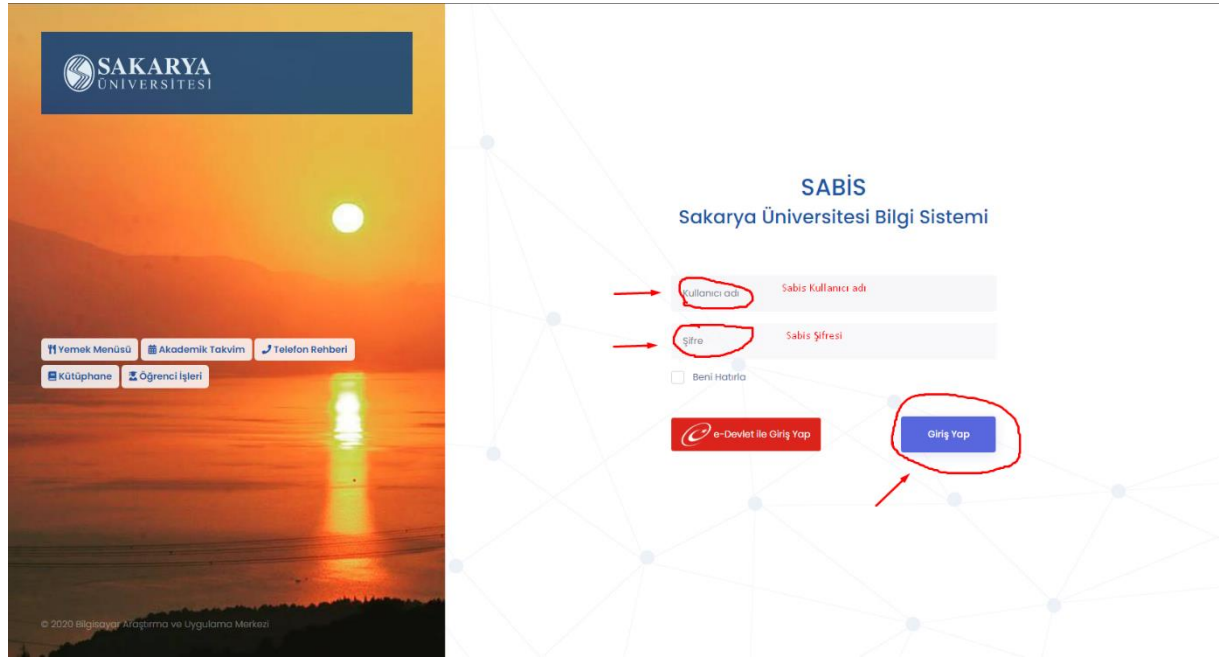 SAKARYA
ÜNİVERSİTESİ
Yemek Menüsü
Akademik Takvim
Telefon Rehberi
Kütüphane
Öğrenci İşleri
© 2020 Bilgisayar Araştırma ve Uygulama Merkezi
SABİS
Sakarya Üniversitesi Bilgi Sistemi
Kullanıcı adı Sabis Kullanıcı adı
Şifre Sabis Şifresi
Beni Hatırla
e-Devlet ile Giriş Yap
Giriş Yap